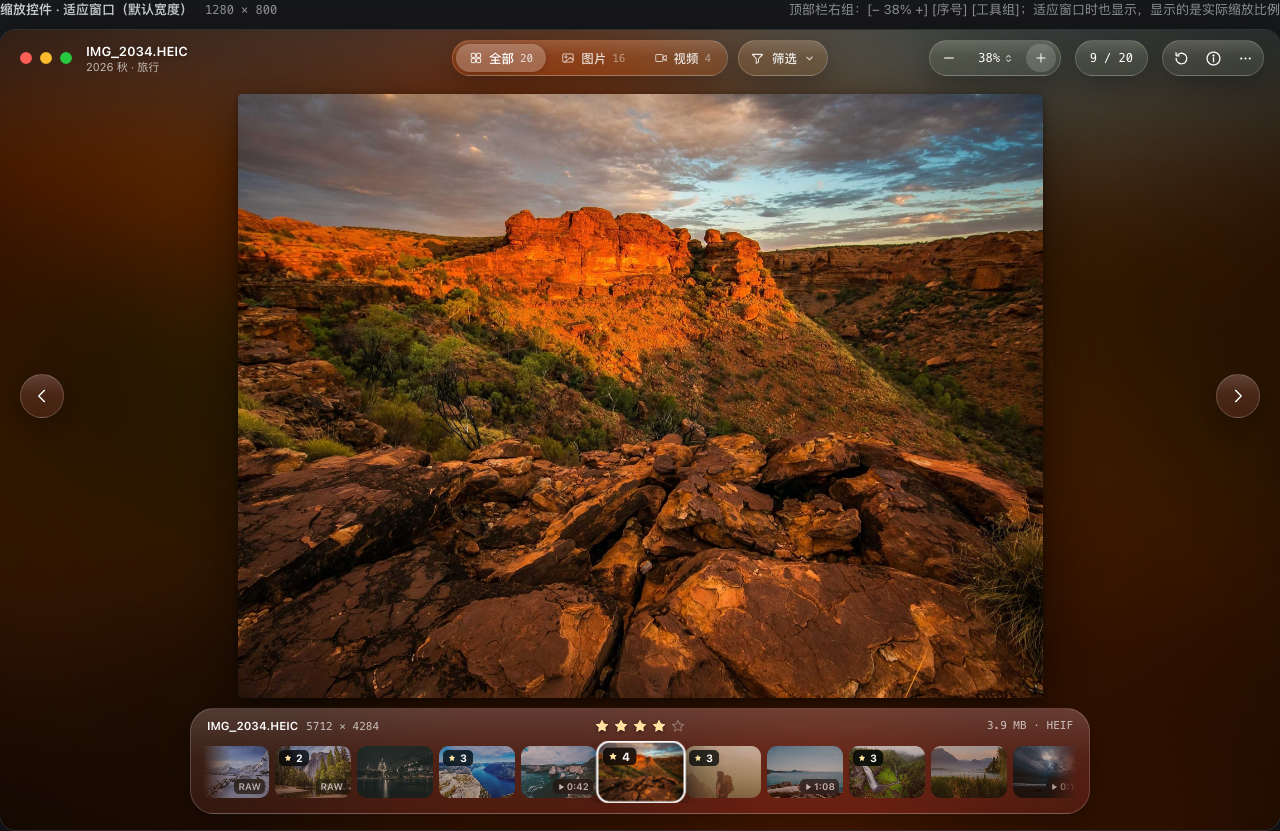 缩放控件 · 适应窗口（默认宽度） 1280 × 800
顶部栏右组：[− 38% +] [序号] [工具组]；适应窗口时也显示，显示的是实际缩放比例
IMG_2034.HEIC
2026 秋 · 旅行
全部 20 图片 16 视频 4 筛选
− 38% + 9 / 20
IMG_2034.HEIC 5712 × 4284
3.9 MB · HEIF
RAW
2
RAW
3
0:42
4
3
1:08
3